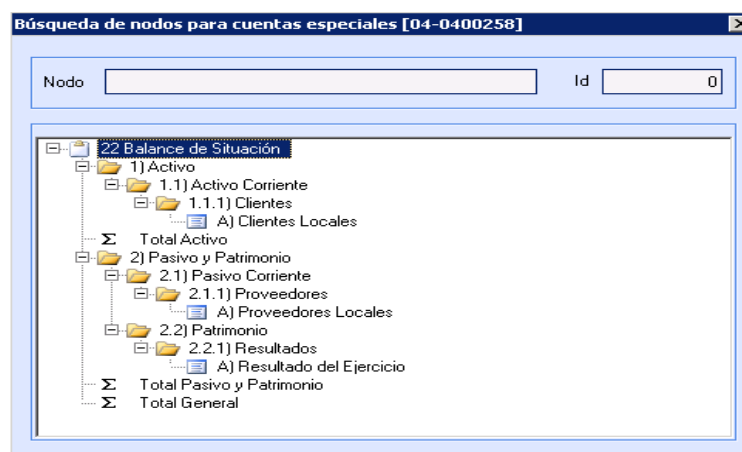 Búsqueda de nodos para cuentas especiales [04-0400258]
Nodo Id 0
22 Balance de Situación
1) Activo
1.1) Activo Corriente
1.1.1) Clientes
A) Clientes Locales
Σ Total Activo
2) Pasivo y Patrimonio
2.1) Pasivo Corriente
2.1.1) Proveedores
A) Proveedores Locales
2.2) Patrimonio
2.2.1) Resultados
A) Resultado del Ejercicio
Σ Total Pasivo y Patrimonio
Σ Total General